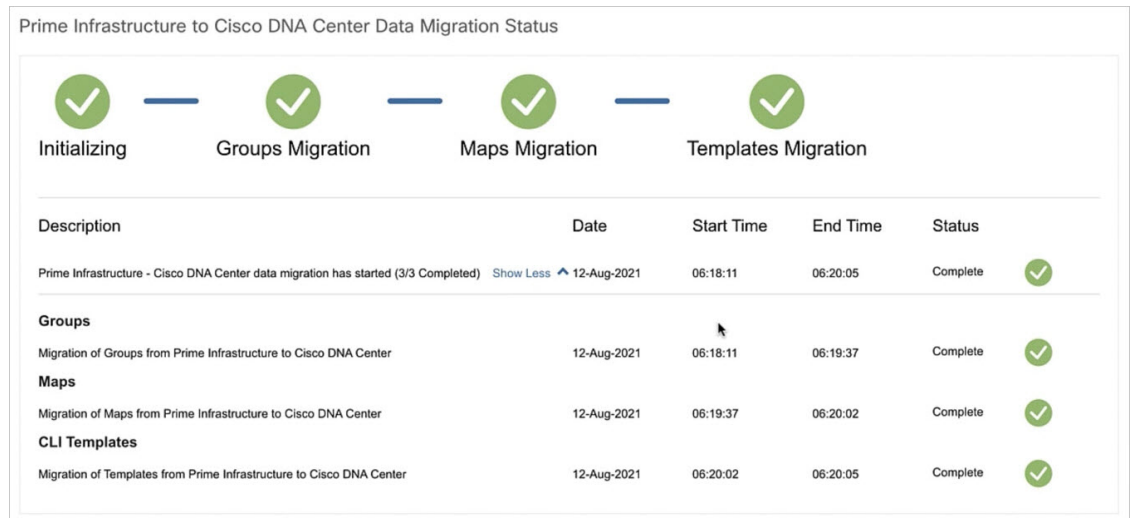 Prime Infrastructure to Cisco DNA Center Data Migration Status
Initializing Groups Migration Maps Migration Templates Migration
Description Date Start Time End Time Status
Prime Infrastructure - Cisco DNA Center data migration has started (3/3 Completed) Show Less 12-Aug-2021 06:18:11 06:20:05 Complete
Groups
Migration of Groups from Prime Infrastructure to Cisco DNA Center 12-Aug-2021 06:18:11 06:19:37 Complete
Maps
Migration of Maps from Prime Infrastructure to Cisco DNA Center 12-Aug-2021 06:19:37 06:20:02 Complete
CLI Templates
Migration of Templates from Prime Infrastructure to Cisco DNA Center 12-Aug-2021 06:20:02 06:20:05 Complete